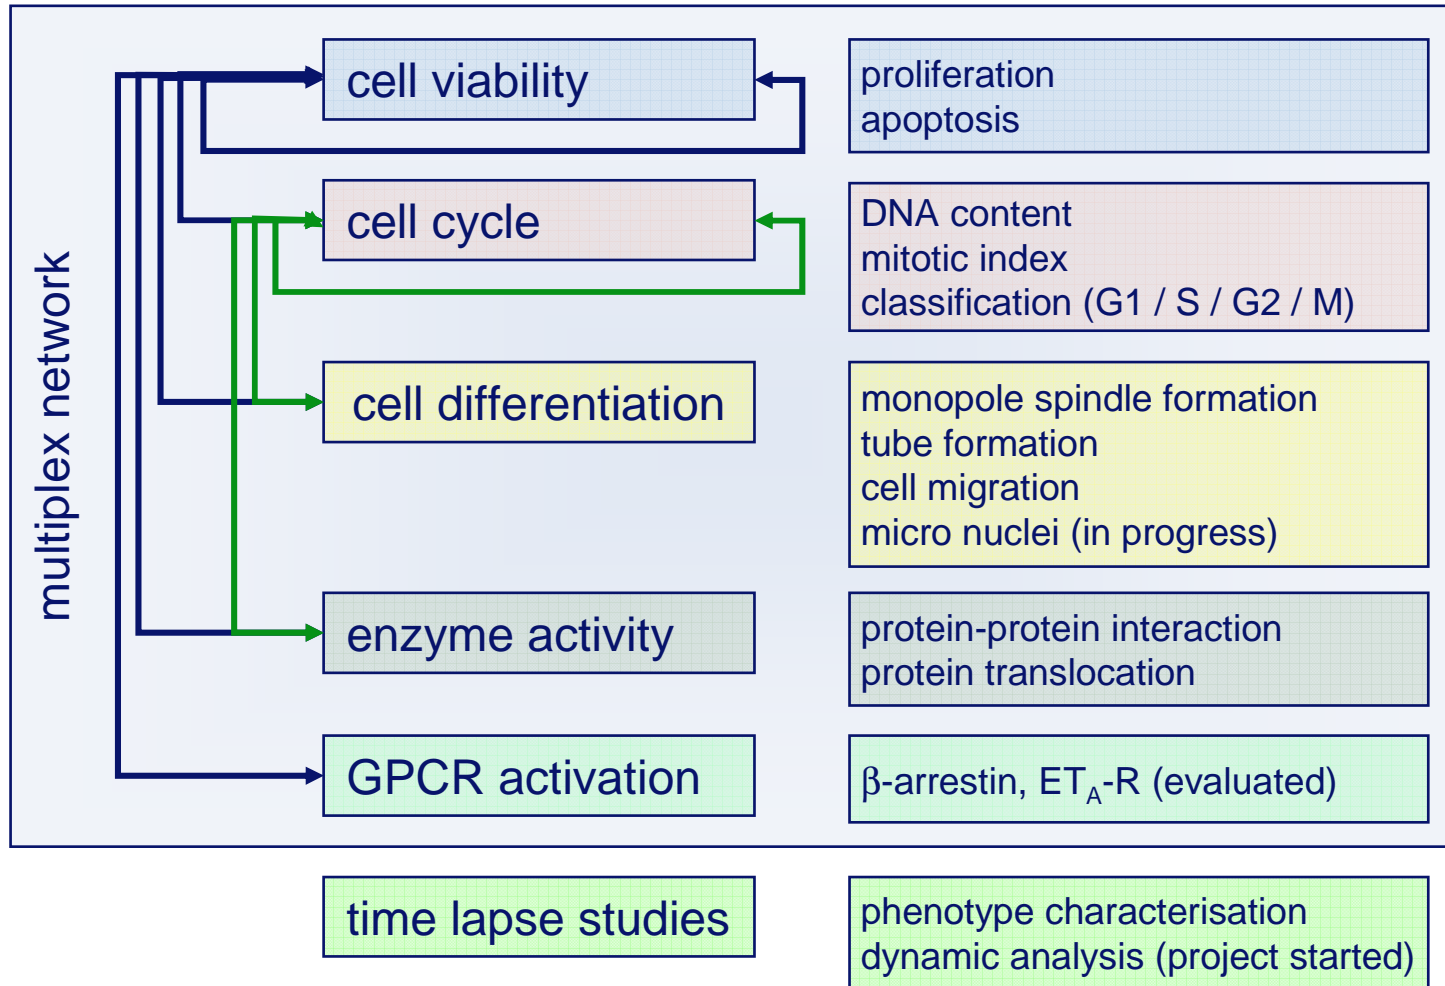 multiplex network
cell viability
proliferation
apoptosis
cell cycle
DNA content
mitotic index
classification (G1 / S / G2 / M)
cell differentiation
monopole spindle formation
tube formation
cell migration
micro nuclei (in progress)
enzyme activity
protein-protein interaction
protein translocation
GPCR activation
β-arrestin, ET_A-R (evaluated)
time lapse studies
phenotype characterisation
dynamic analysis (project started)